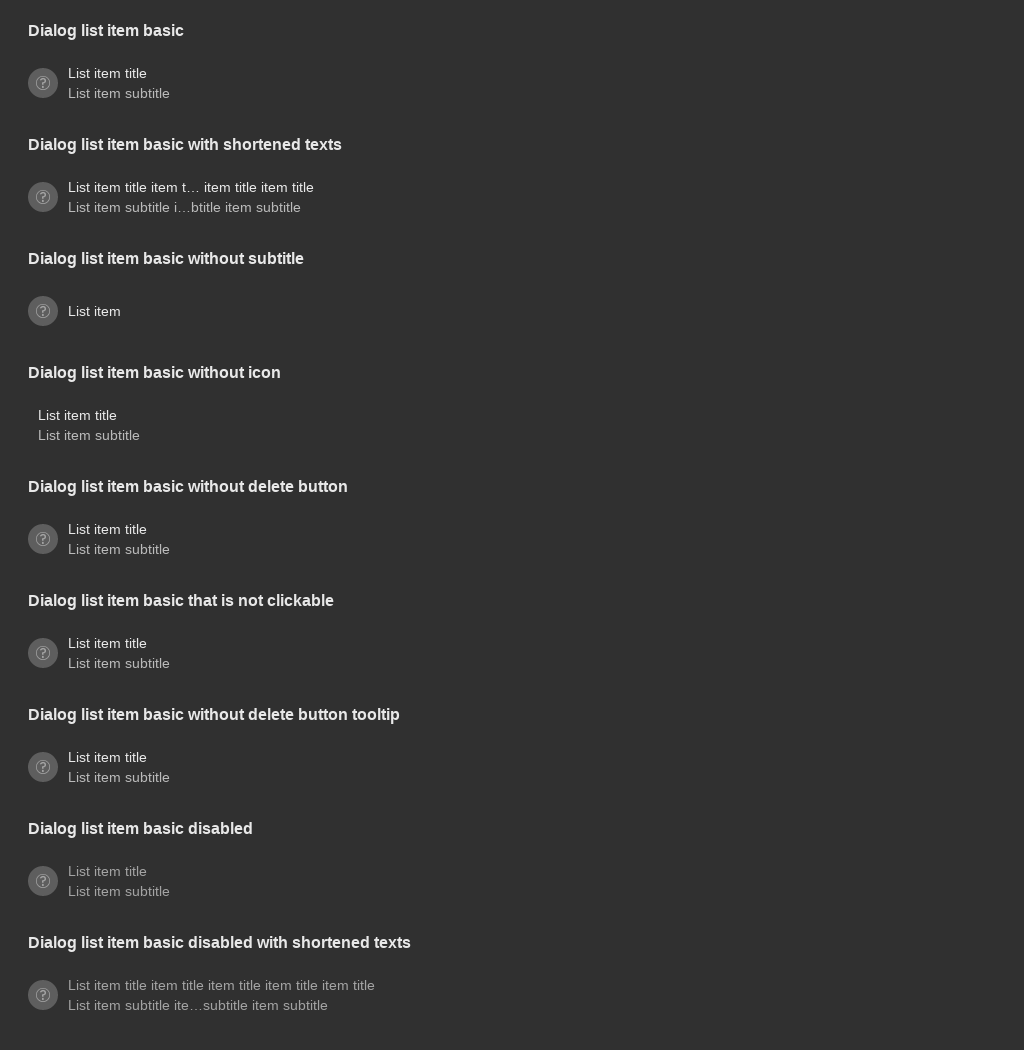 Dialog list item basic
List item title
List item subtitle
Dialog list item basic with shortened texts
List item title item t… item title item title
List item subtitle i…btitle item subtitle
Dialog list item basic without subtitle
List item
Dialog list item basic without icon
List item title
List item subtitle
Dialog list item basic without delete button
List item title
List item subtitle
Dialog list item basic that is not clickable
List item title
List item subtitle
Dialog list item basic without delete button tooltip
List item title
List item subtitle
Dialog list item basic disabled
List item title
List item subtitle
Dialog list item basic disabled with shortened texts
List item title item title item title item title item title
List item subtitle ite…subtitle item subtitle